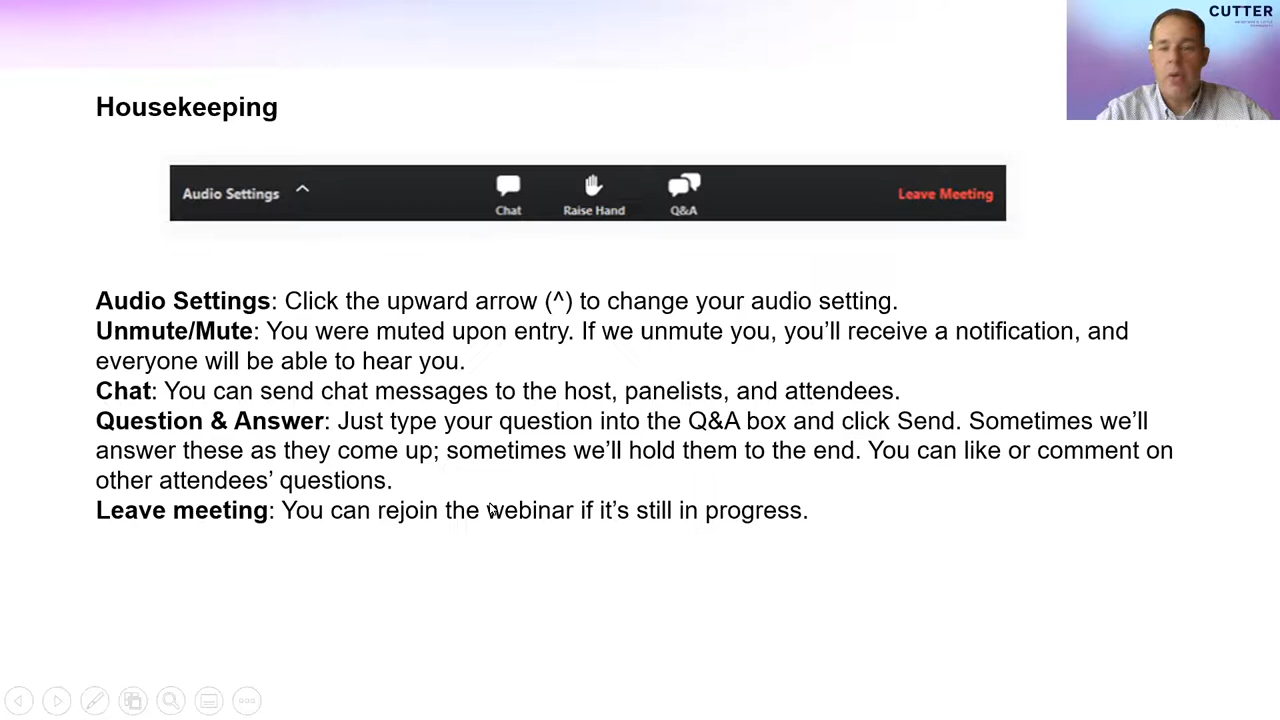 CUTTER
Housekeeping
Audio Settings
Chat
Raise Hand
Q&A
Leave Meeting
Audio Settings: Click the upward arrow (^) to change your audio setting.
Unmute/Mute: You were muted upon entry. If we unmute you, you’ll receive a notification, and
everyone will be able to hear you.
Chat: You can send chat messages to the host, panelists, and attendees.
Question & Answer: Just type your question into the Q&A box and click Send. Sometimes we’ll
answer these as they come up; sometimes we’ll hold them to the end. You can like or comment on
other attendees’ questions.
Leave meeting: You can rejoin the webinar if it’s still in progress.